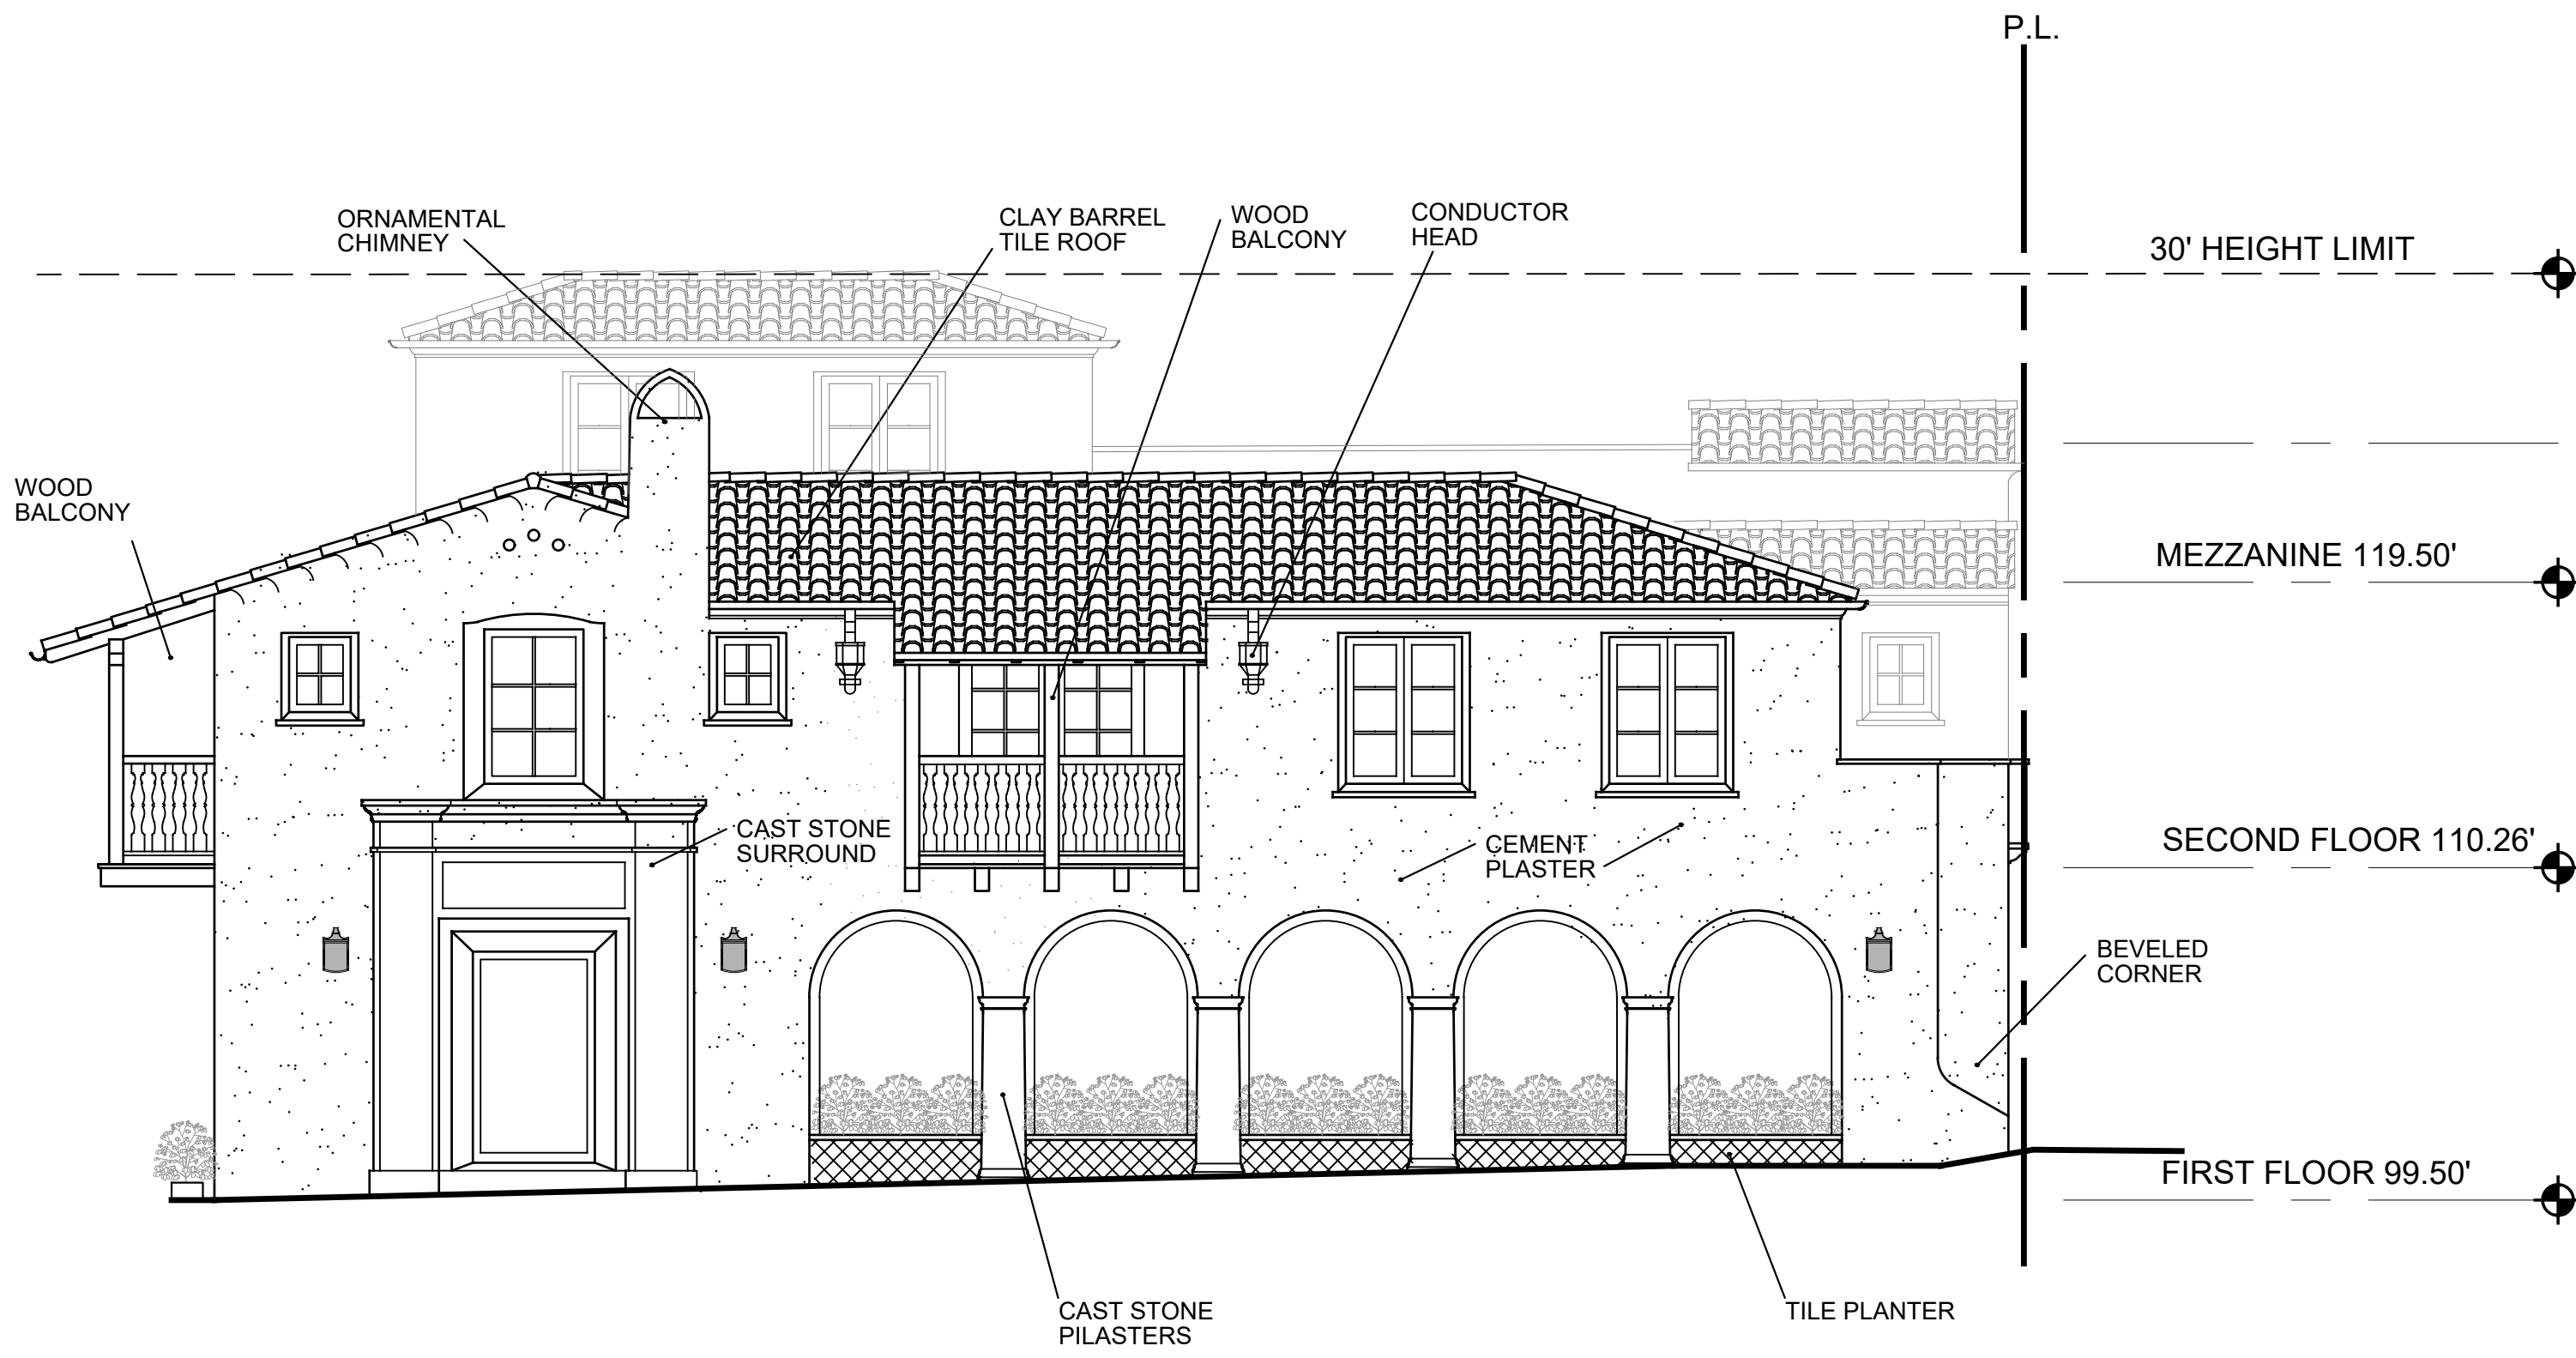 P.L.
ORNAMENTAL
CHIMNEY
CLAY BARREL
TILE ROOF
WOOD
BALCONY
CONDUCTOR
HEAD
30' HEIGHT LIMIT
WOOD
BALCONY
MEZZANINE 119.50'
CAST STONE
SURROUND
CEMENT
PLASTER
SECOND FLOOR 110.26'
BEVELED
CORNER
FIRST FLOOR 99.50'
CAST STONE
PILASTERS
TILE PLANTER